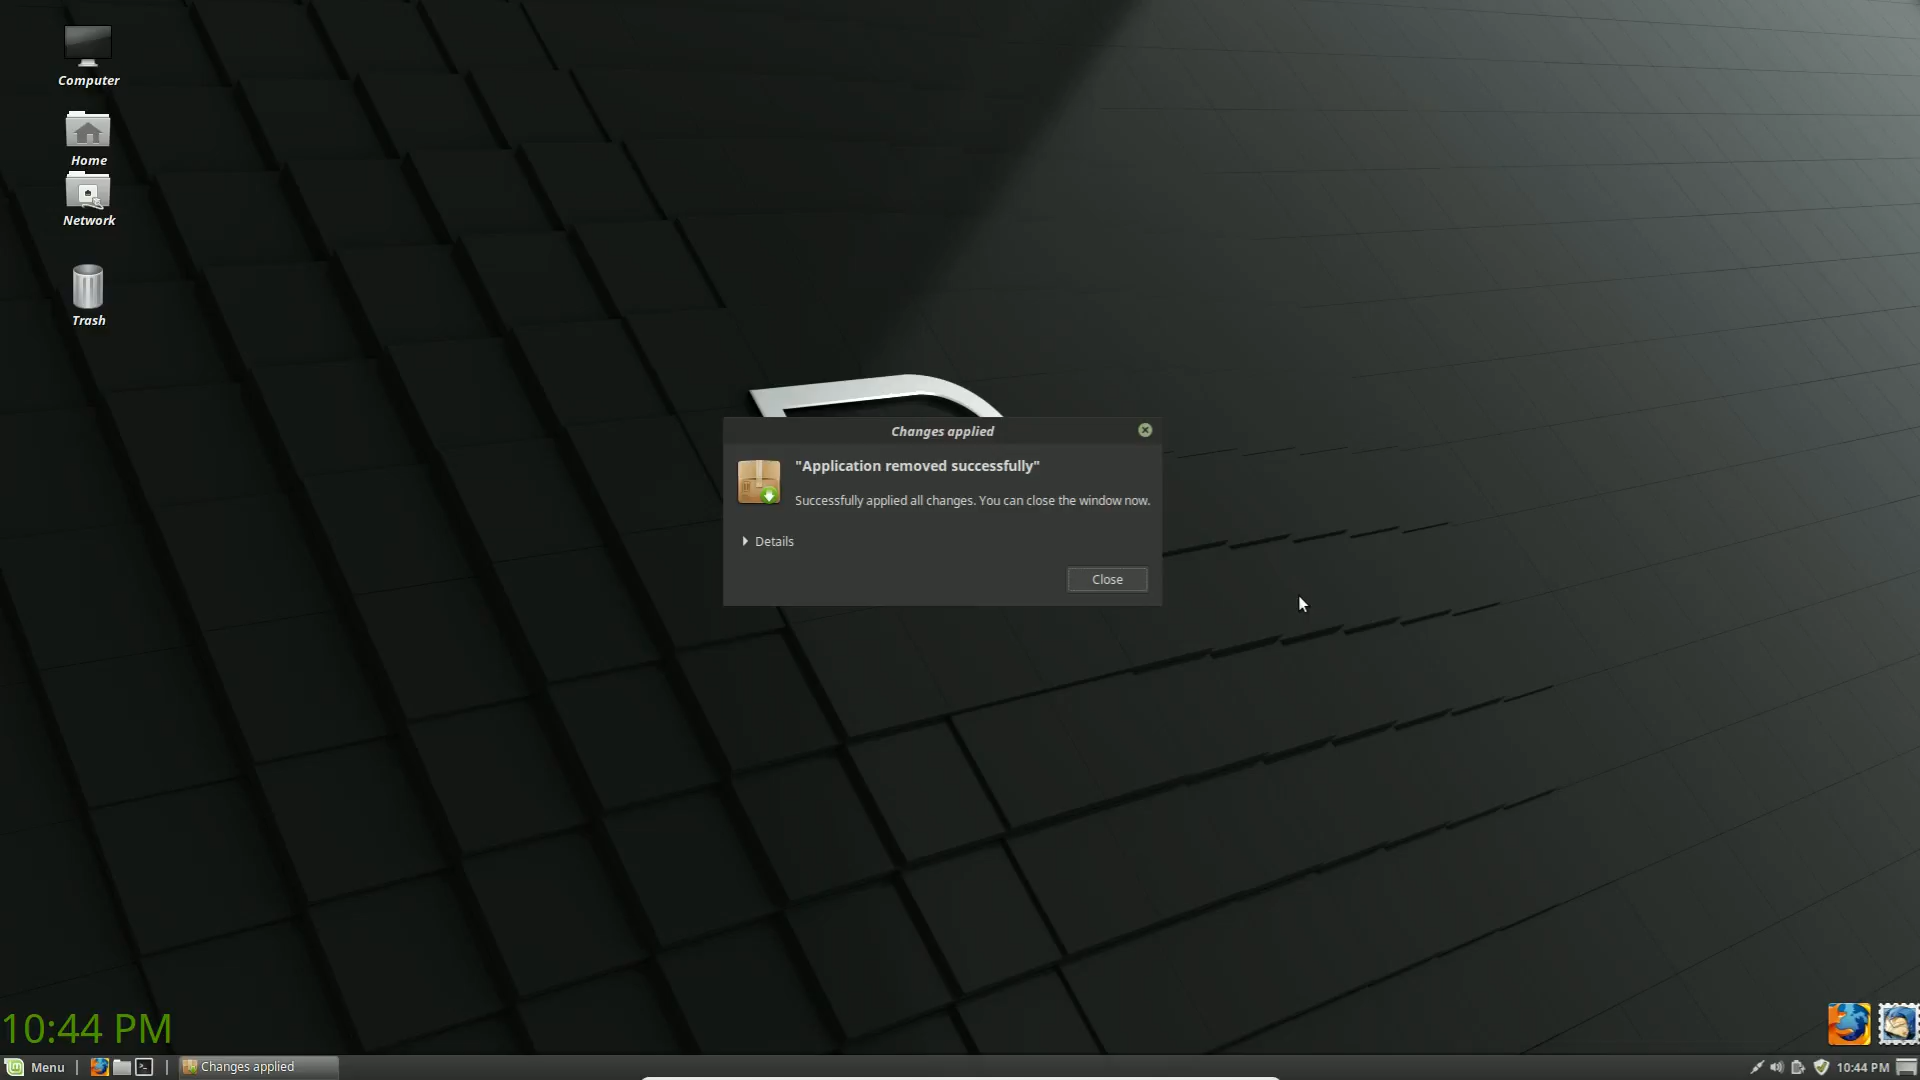 Computer
Home
Network
Trash
Changes applied
"Application removed successfully"
Successfully applied all changes. You can close the window now.
Details
Close
10:44 PM
Menu
Changes applied
10:44 PM